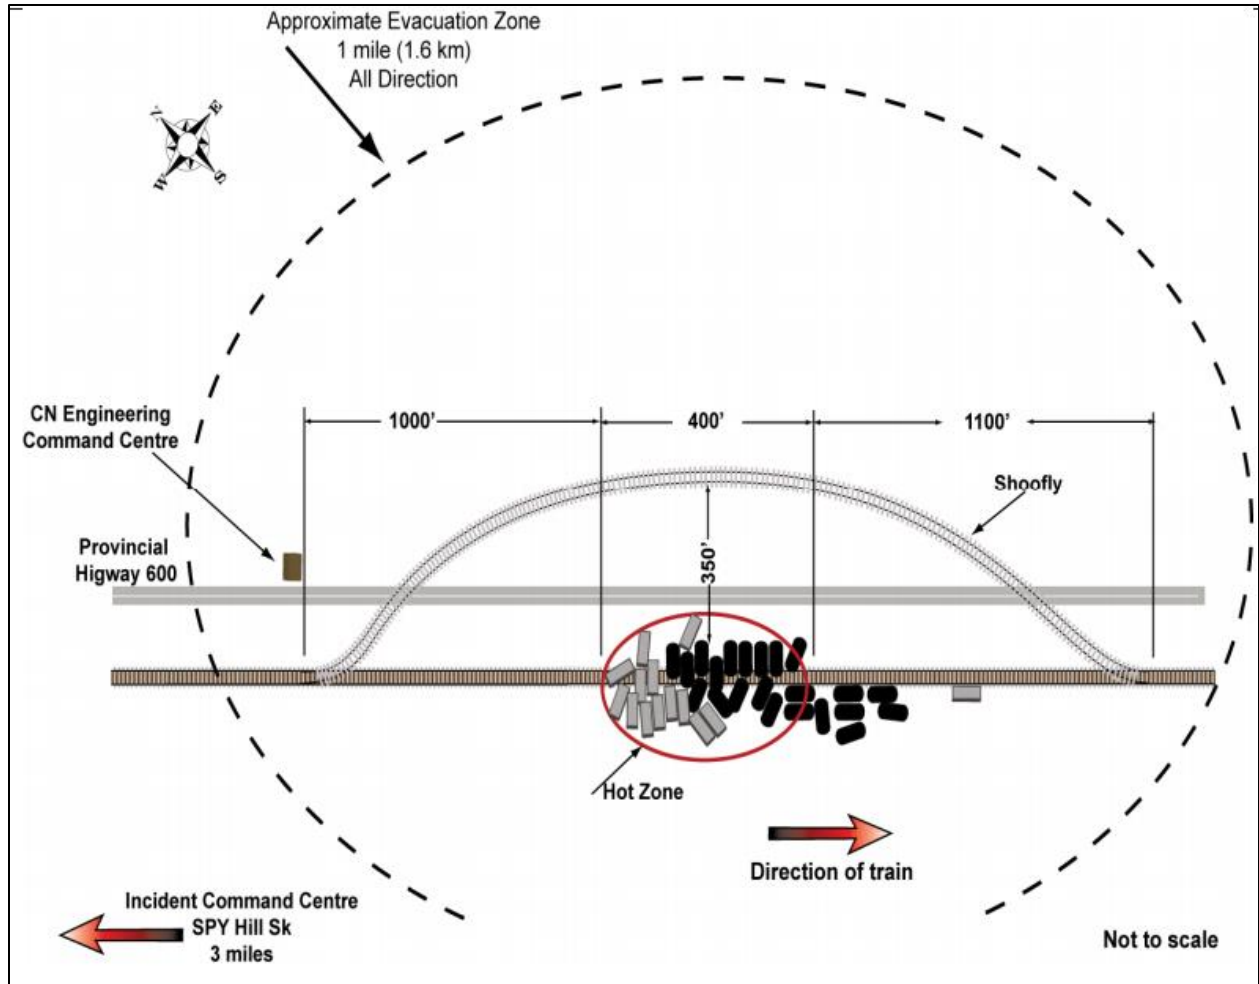 Approximate Evacuation Zone
1 mile (1.6 km)
All Direction
N
E
W
S
CN Engineering
Command Centre
1000'
400'
1100'
Shoofly
350'
Provincial
Higway 600
Hot Zone
Direction of train
Incident Command Centre
SPY Hill Sk
3 miles
Not to scale